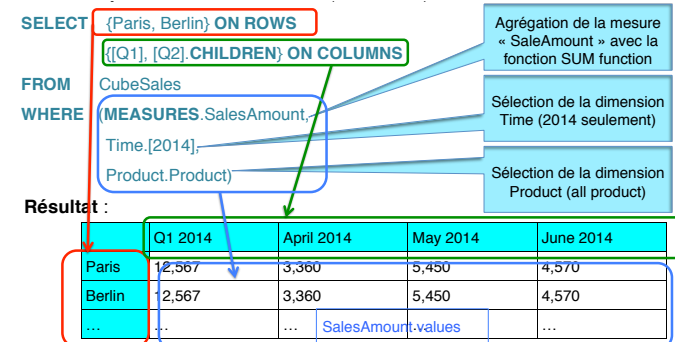 SELECT {Paris, Berlin} ON ROWS
{[Q1], [Q2].CHILDREN} ON COLUMNS
FROM CubeSales
WHERE (MEASURES.SalesAmount,
Time.[2014],
Product.Product)
Agrégation de la mesure
« SaleAmount » avec la
fonction SUM function
Sélection de la dimension
Time (2014 seulement)
Sélection de la dimension
Product (all product)
Résultat :
Q1 2014 April 2014 May 2014 June 2014
Paris 12,567 3,360 5,450 4,570
Berlin 12,567 3,360 5,450 4,570
… … … … …
SalesAmount values